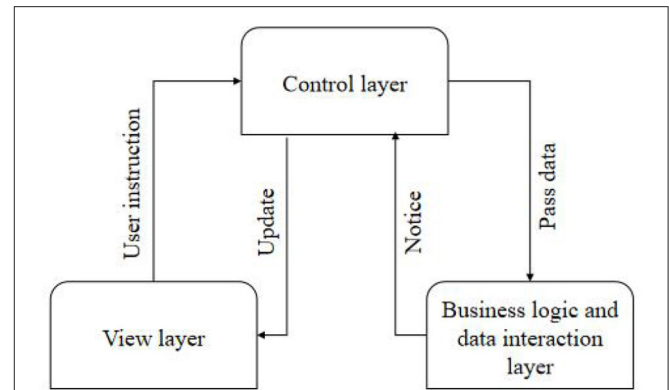 Control layer
User instruction
Update
Notice
Pass data
View layer
Business logic and
data interaction
layer